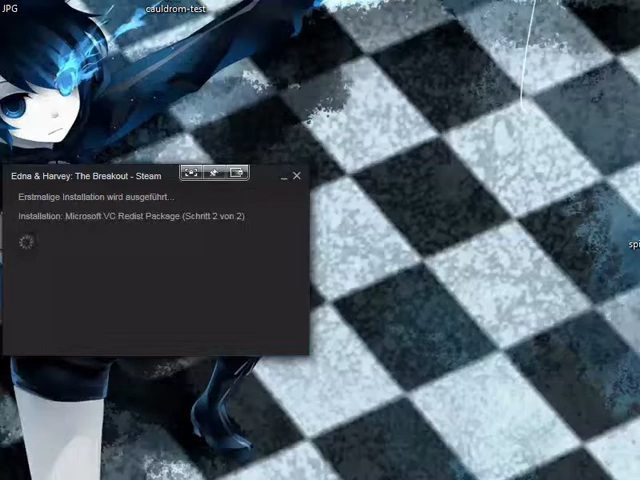 JPG
cauldrom-test
Edna & Harvey: The Breakout - Steam
Erstmalige Installation wird ausgeführt...
Installation: Microsoft VC Redist Package (Schritt 2 von 2)
spi